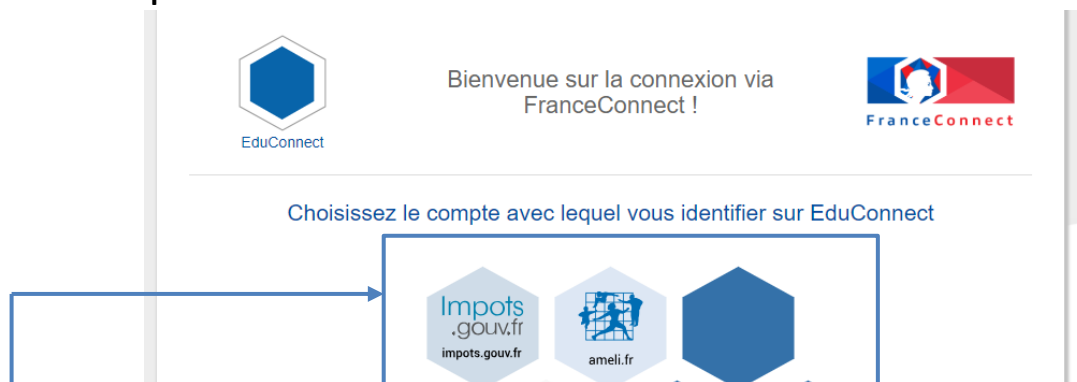 Bienvenue sur la connexion via
FranceConnect !
EduConnect
FranceConnect
Choisissez le compte avec lequel vous identifier sur EduConnect
Impots
.gouv.fr
impots.gouv.fr
ameli.fr